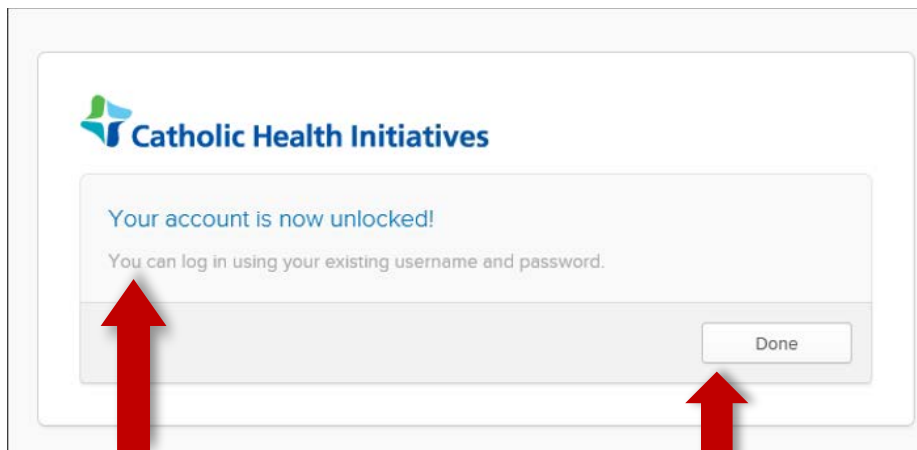 Catholic Health Initiatives
Your account is now unlocked!
You can log in using your existing username and password.
Done